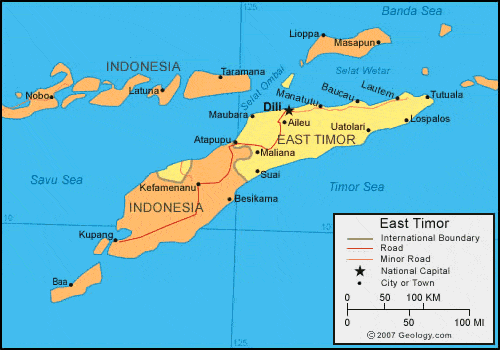 125
Banda Sea
Lioppa
Masapun
INDONESIA
Taramana
Selat Ombai
Selat Wetar
Nobo
Latuna
Maubara
Dili
Manatutu
Baucau
Lautem
Tutuala
Aileu
Lospalos
Uatolari
Atapupu
EAST TIMOR
Maliana
Suai
Savu Sea
Kefamenanu
Timor Sea
INDONESIA
Besikama
10
10
Kupang
Baa
125
East Timor
International Boundary
Road
Minor Road
National Capital
City or Town
0 50 100 KM
0 50 100 MI
©2007 Geology.com